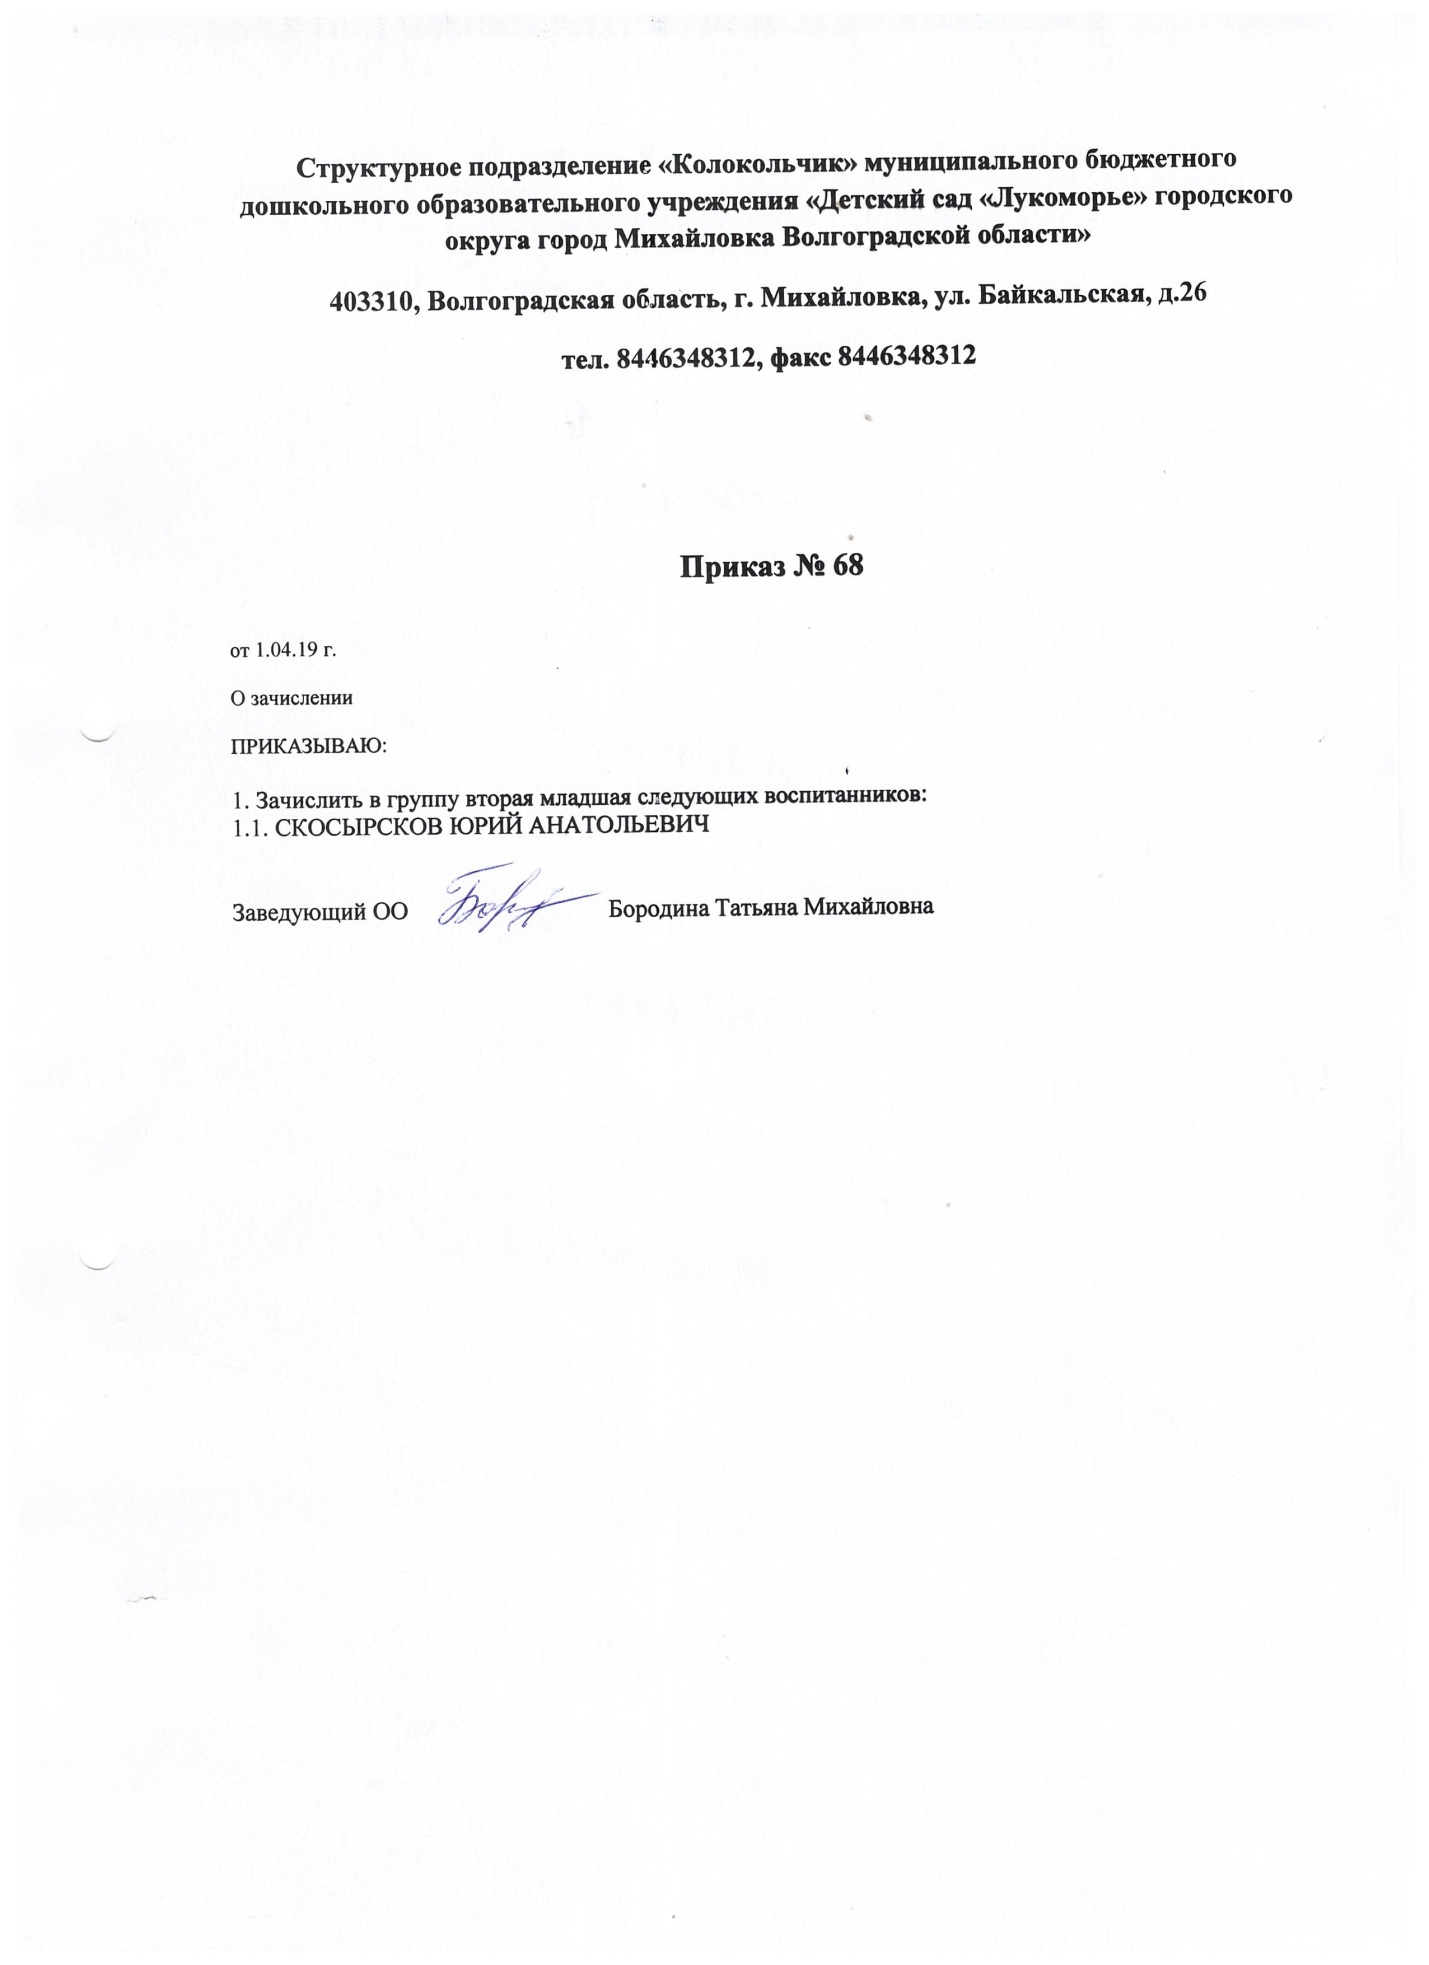 Структурное подразделение «Колокольчик» муниципального бюджетного
дошкольного образовательного учреждения «Детский сад «Лукоморье» городского
округа город Михайловка Волгоградской области»
403310, Волгоградская область, г. Михайловка, ул. Байкальская, д.26
тел. 8446348312, факс 8446348312
Приказ № 68
от 1.04.19 г.
О зачислении
ПРИКАЗЫВАЮ:
1. Зачислить в группу вторая младшая следующих воспитанников:
1.1. СКОСЫРСКОВ ЮРИЙ АНАТОЛЬЕВИЧ
Заведующий ОО Бородина Татьяна Михайловна